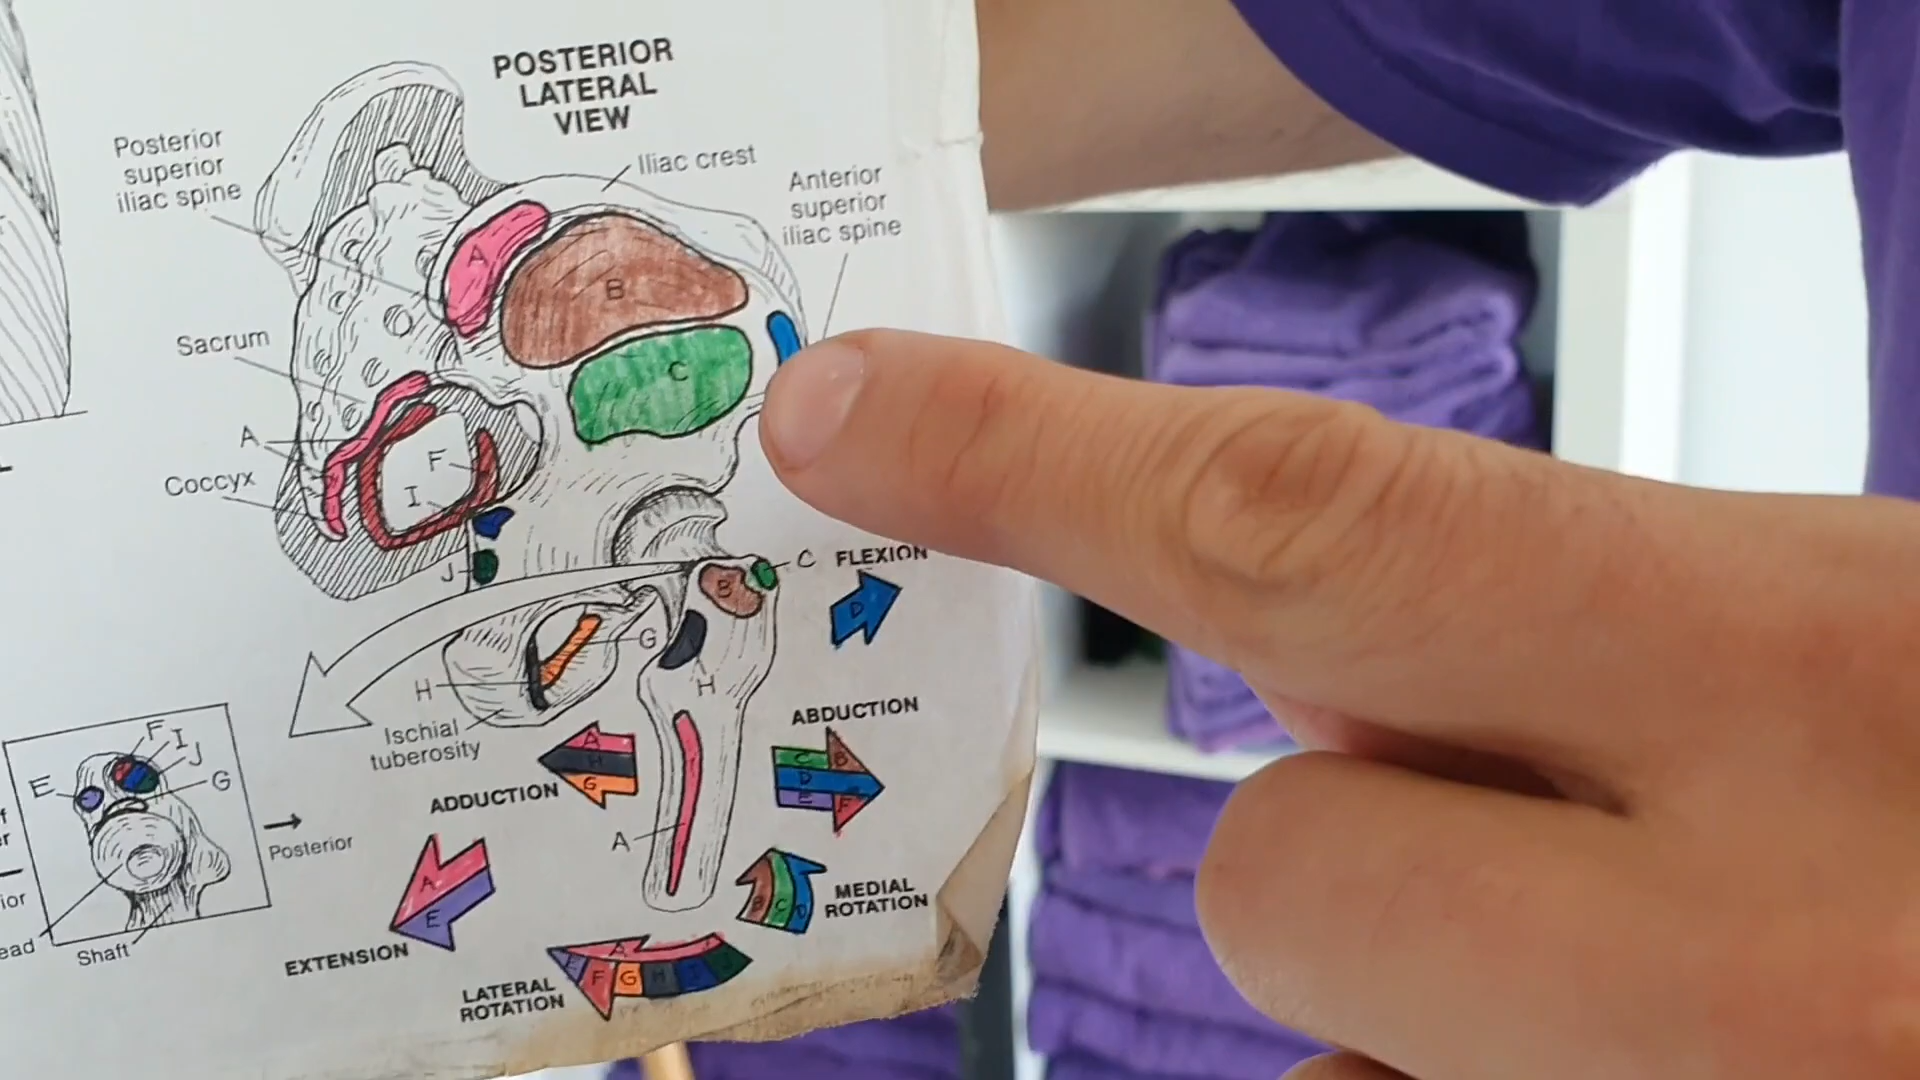 POSTERIOR
LATERAL
VIEW
Posterior
superior
iliac spine
Iliac crest
Anterior
superior
iliac spine
A
B
C
Sacrum
A
Coccyx
F
I
J
C
FLEXION
D
B
G
H
H
Ischial
tuberosity
A
H
G
ADDUCTION
ABDUCTION
C B
D
E F
F
I
J
E
G
Posterior
Shaft
A
A
E
EXTENSION
B C D
MEDIAL
ROTATION
A
E F G H I J
LATERAL
ROTATION